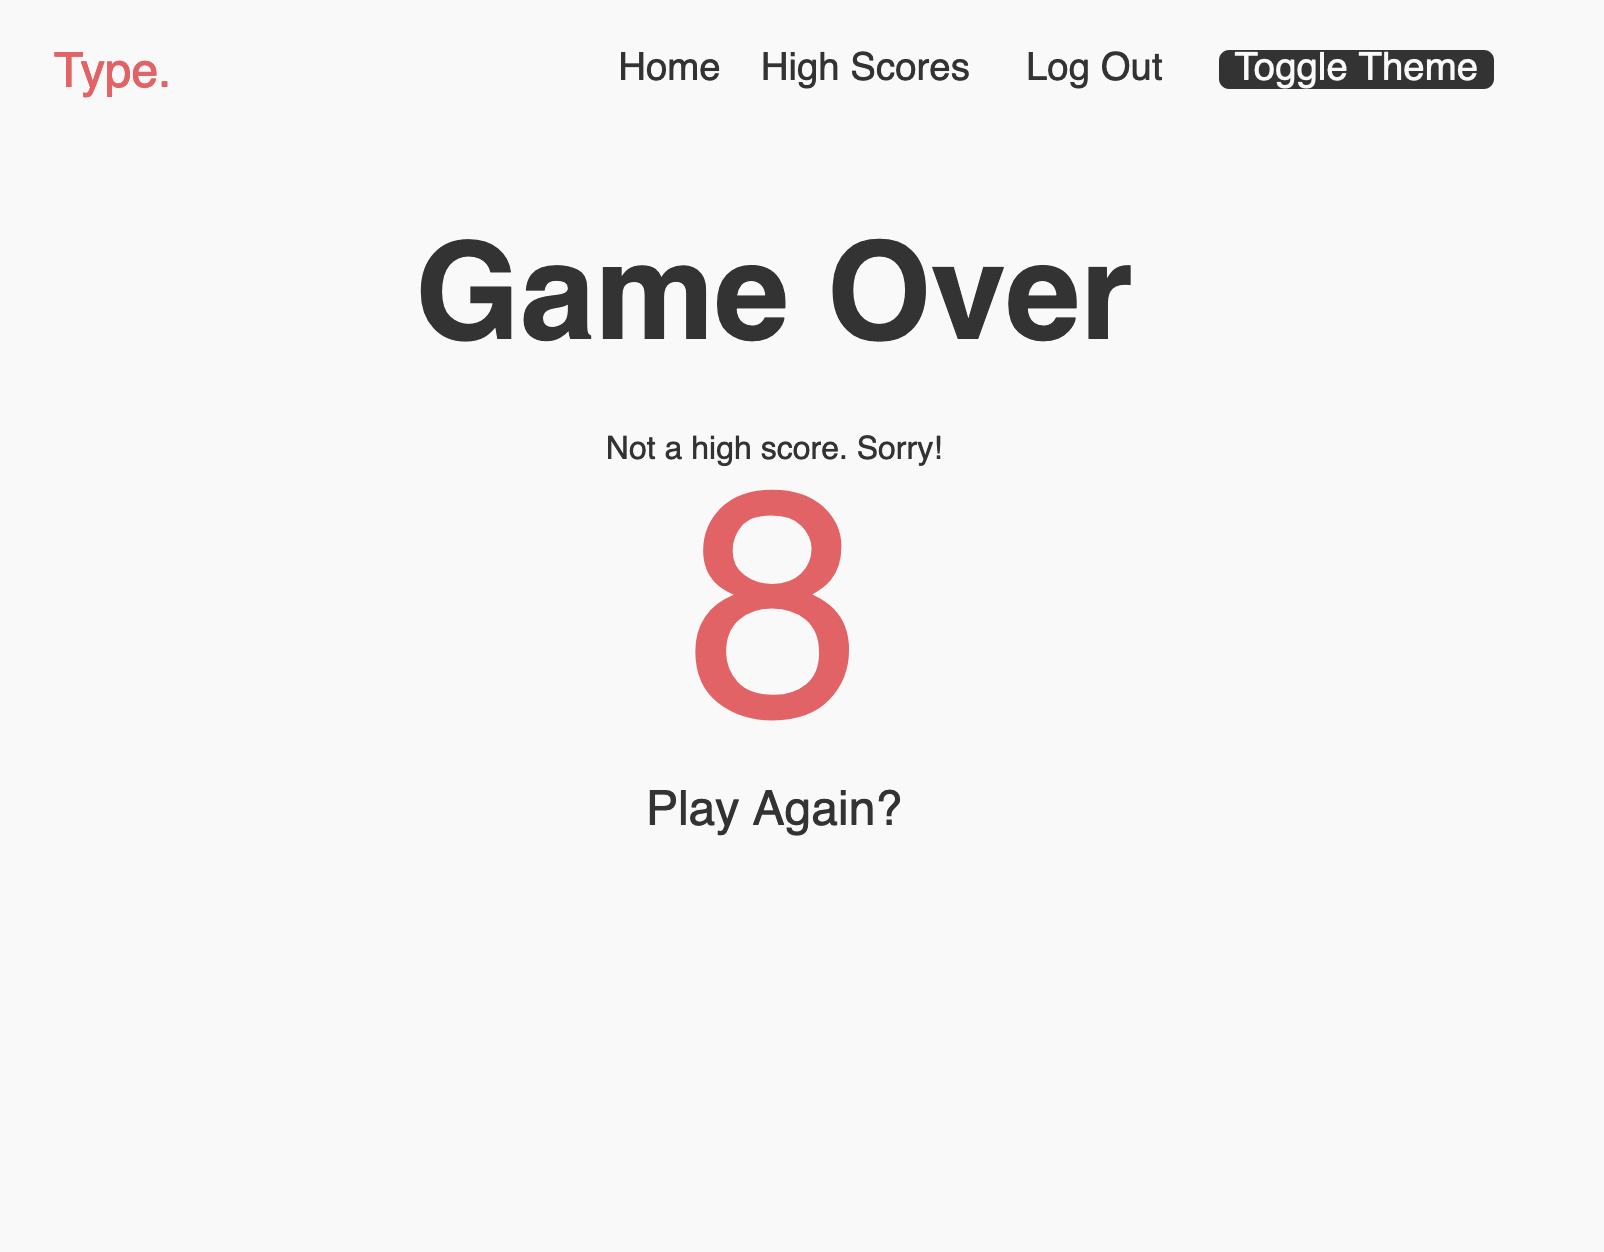 Type.
Home High Scores Log Out Toggle Theme
Game Over
Not a high score. Sorry!
8
Play Again?